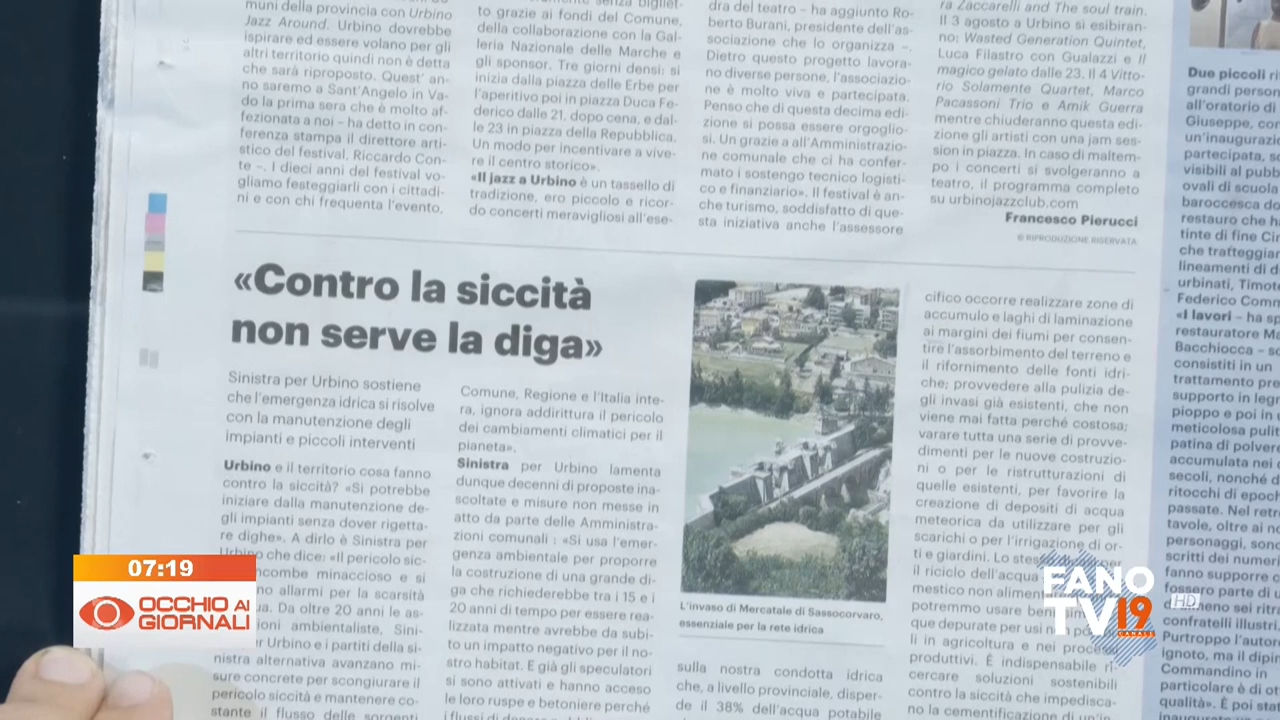 muni della provincia con Urbino
Jazz Around. Urbino dovrebbe
ispirare ed essere volano per gli
altri territorio quindi non è detta
che sarà riproposto. Quest' an-
no saremo a Sant'Angelo in Va-
do la prima sera che è molto af-
fezionata a noi – ha detto in con-
ferenza stampa il direttore arti-
stico del festival, Riccardo Con-
te –. I dieci anni del festival vo-
gliamo festeggiarli con i cittadi-
ni e con chi frequenta l'evento,
to grazie ai fondi del Comune,
della collaborazione con la Gal-
leria Nazionale delle Marche e
gli sponsor. Tre giorni densi: si
inizia dalla piazza delle Erbe per
l'aperitivo poi in piazza Duca Fe-
derico dalle 21, dopo cena, e dal-
le 23 in piazza della Repubblica.
Un modo per incentivare a vive-
re il centro storico».
«Il jazz a Urbino è un tassello di
tradizione, ero piccolo e ricor-
do concerti meravigliosi all'ese-
dra del teatro – ha aggiunto Ro-
berto Burani, presidente dell'as-
sociazione che lo organizza –.
Dietro questo progetto lavora-
no diverse persone, l'associazio-
ne è molto viva e partecipata.
Penso che di questa decima edi-
zione si possa essere orgoglio-
si. Un grazie a all'Amministrazio-
ne comunale che ci ha confer-
mato i sostengo tecnico logisti-
co e finanziario». Il festival è an-
che turismo, soddisfatto di que-
sta iniziativa anche l'assessore
ra Zaccarelli and The soul train.
Il 3 agosto a Urbino si esibiran-
no: Wasted Generation Quintet,
Luca Filastro con Gualazzi e Il
magico gelato dalle 23. Il 4 Vitto-
rio Solamente Quartet, Marco
Pacassoni Trio e Amik Guerra
mentre chiuderanno questa edi-
zione gli artisti con una jam ses-
sion in piazza. In caso di maltem-
po i concerti si svolgeranno a
teatro, il programma completo
su urbinojazzclub.com
Francesco Pierucci
© RIPRODUZIONE RISERVATA
«Contro la siccità
non serve la diga»
Sinistra per Urbino sostiene
che l'emergenza idrica si risolve
con la manutenzione degli
impianti e piccoli interventi
Urbino e il territorio cosa fanno
contro la siccità? «Si potrebbe
iniziare dalla manutenzione de-
gli impianti senza dover rigetta-
re dighe». A dirlo è Sinistra per
Urbino che dice: «Il pericolo sic-
incombe minaccioso e si
allarmi per la scarsità
Da oltre 20 anni le as-
ambientaliste, Sini-
Urbino e i partiti della si-
nistra alternativa avanzano mi-
sure concrete per scongiurare il
pericolo siccità e mantenere co-
stante il flusso delle sorgenti
Comune, Regione e l'Italia inte-
ra, ignora addirittura il pericolo
dei cambiamenti climatici per il
pianeta».
Sinistra per Urbino lamenta
dunque decenni di proposte ina-
scoltate e misure non messe in
atto da parte delle Amministra-
zioni comunali : «Si usa l'emer-
genza ambientale per proporre
la costruzione di una grande di-
ga che richiederebbe tra i 15 e i
20 anni di tempo per essere rea-
lizzata mentre avrebbe da subi-
to un impatto negativo per il no-
stro habitat. E già gli speculatori
si sono attivati e hanno acceso
le loro ruspe e betoniere perché
L'invaso di Mercatale di Sassocorvaro,
essenziale per la rete idrica
sulla nostra condotta idrica
che, a livello provinciale, disper-
de il 38% dell'acqua potabile
cifico occorre realizzare zone di
accumulo e laghi di laminazione
ai margini dei fiumi per consen-
tire l'assorbimento del terreno e
il rifornimento delle fonti idri-
che; provvedere alla pulizia de-
gli invasi già esistenti, che non
viene mai fatta perché costosa;
varare tutta una serie di provve-
dimenti per le nuove costruzio-
ni o per le ristrutturazioni di
quelle esistenti, per favorire la
creazione di depositi di acqua
meteorica da utilizzare per gli
scarichi o per l'irrigazione di or-
ti e giardini. Lo stesso per
il riciclo dell'acqua
mestico non alimen
potremmo usare
que depurate per usi non
li in agricoltura e nei
produttivi. È indispensabile ri-
cercare soluzioni sostenibili
contro la siccità che impedisca-
no la cementificazione di
Due piccoli
grandi
all'oratorio di
Giuseppe, con
un'inaugurazio
partecipata,
visibili al pubb
ovali di scuola
baroccesca
restauro che
tinte di fine
che tratteggian
lineamenti di
urbinati,
Federico
«I lavori – ha
restauratore
Bacchiocca –
consistiti in un
trattamento
supporto in
pioppo e poi in
meticolosa
patina di
accumulata nei
secoli, nonché
ritocchi di
passate. Nel
tavole, oltre ai
personaggi,
scritti dei
fanno supporre
fossero parte di
confratelli
Purtroppo
ignoto, ma il
Commandino in
particolare è di
qualità». È poi
07:19
OCCHIO AI
GIORNALI
FANO
TV 19
CANALE
HD